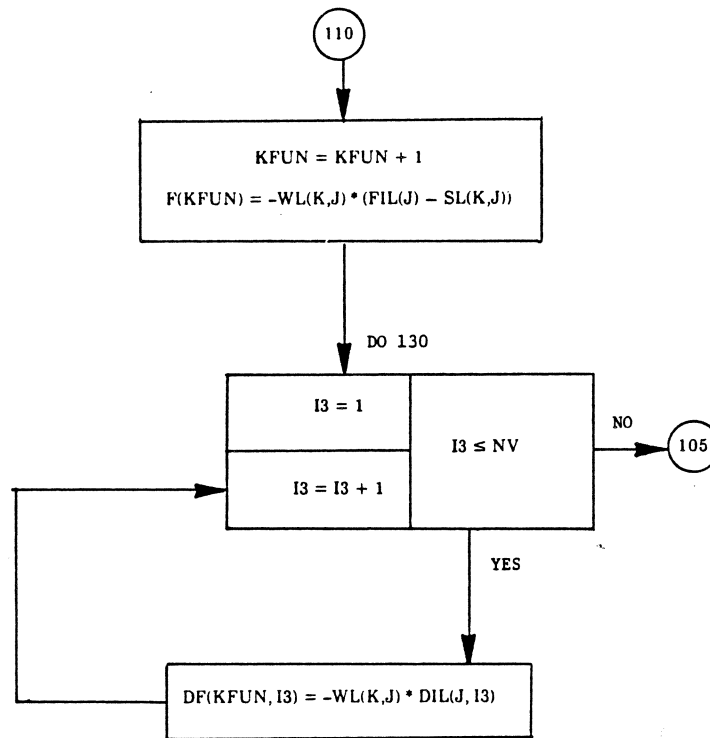 110
KFUN = KFUN + 1
F(KFUN) = -WL(K,J) * (FIL(J) – SL(K,J))
DO 130
I3 = 1
I3 = I3 + 1
I3 ≤ NV
NO
105
YES
DF(KFUN, I3) = -WL(K,J) * DIL(J, I3)